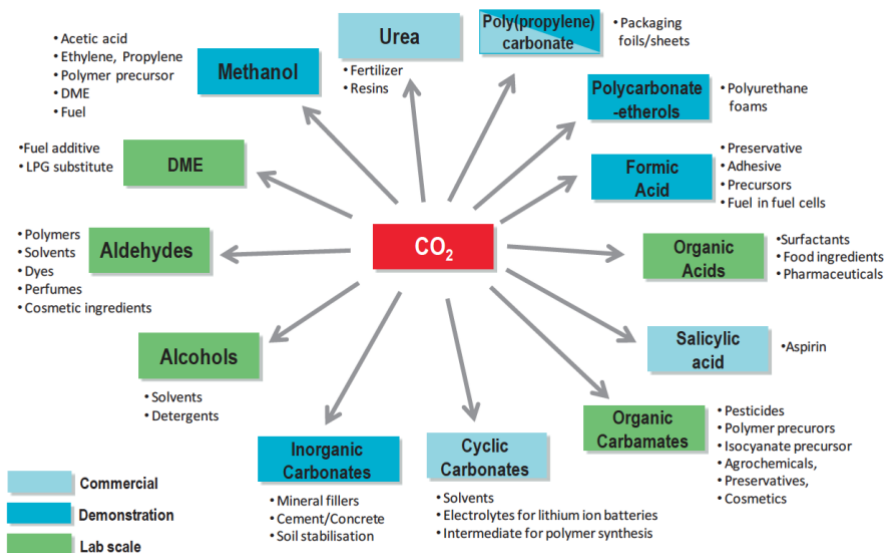 • Acetic acid
• Ethylene, Propylene
• Polymer precursor
• DME
• Fuel
Methanol
Urea
• Fertilizer
• Resins
Poly(propylene)
carbonate
• Packaging
foils/sheets
Polycarbonate
-etherols
• Polyurethane
foams
Formic
Acid
• Preservative
• Adhesive
• Precursors
• Fuel in fuel cells
•Fuel additive
• LPG substitute
DME
• Polymers
• Solvents
• Dyes
• Perfumes
• Cosmetic ingredients
Aldehydes
CO₂
Organic
Acids
•Surfactants
• Food ingredients
•Pharmaceuticals
Salicylic
acid
•Aspirin
Alcohols
• Solvents
• Detergents
Organic
Carbamates
• Pesticides
• Polymer precurors
• Isocyanate precursor
• Agrochemicals,
• Preservatives,
• Cosmetics
Inorganic
Carbonates
• Mineral fillers
• Cement/Concrete
• Soil stabilisation
Cyclic
Carbonates
• Solvents
• Electrolytes for lithium ion batteries
• Intermediate for polymer synthesis
Commercial
Demonstration
Lab scale